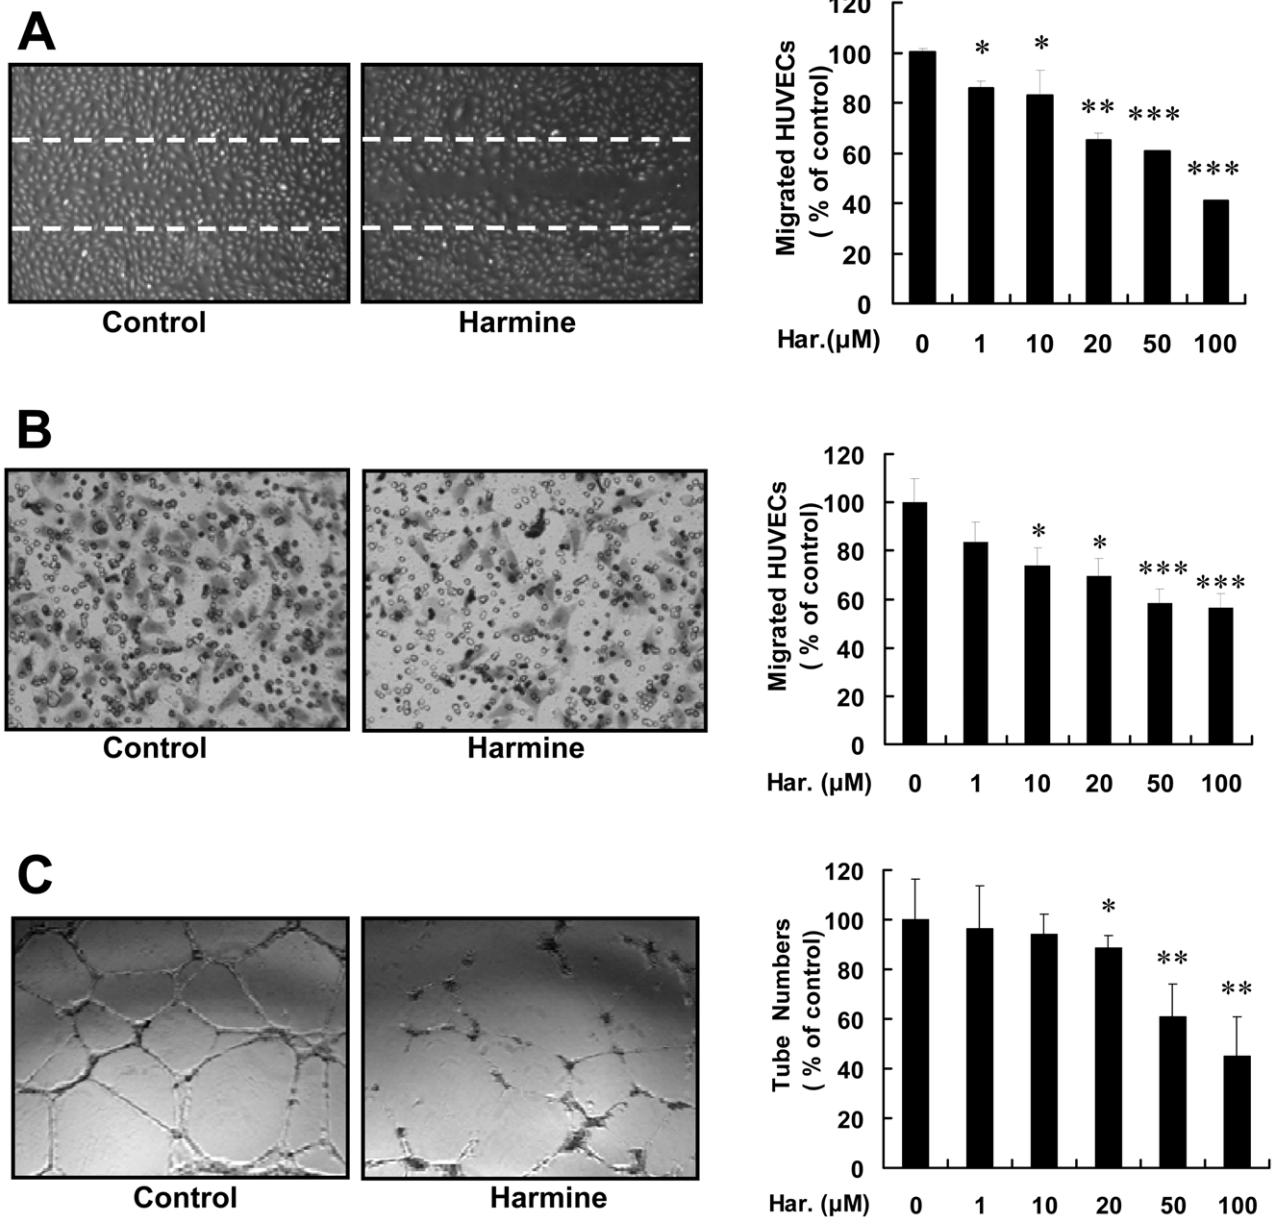 A
Control
Harmine
Migrated HUVECs
( % of control)
120
100
80
60
40
20
0
*
*
**
***
***
Har.(µM)
0 1 10 20 50 100
B
Control
Harmine
Migrated HUVECs
( % of control)
120
100
80
60
40
20
0
*
*
***
***
Har. (µM)
0 1 10 20 50 100
C
Control
Harmine
Tube Numbers
( % of control)
120
100
80
60
40
20
0
*
**
**
Har. (µM)
0 1 10 20 50 100